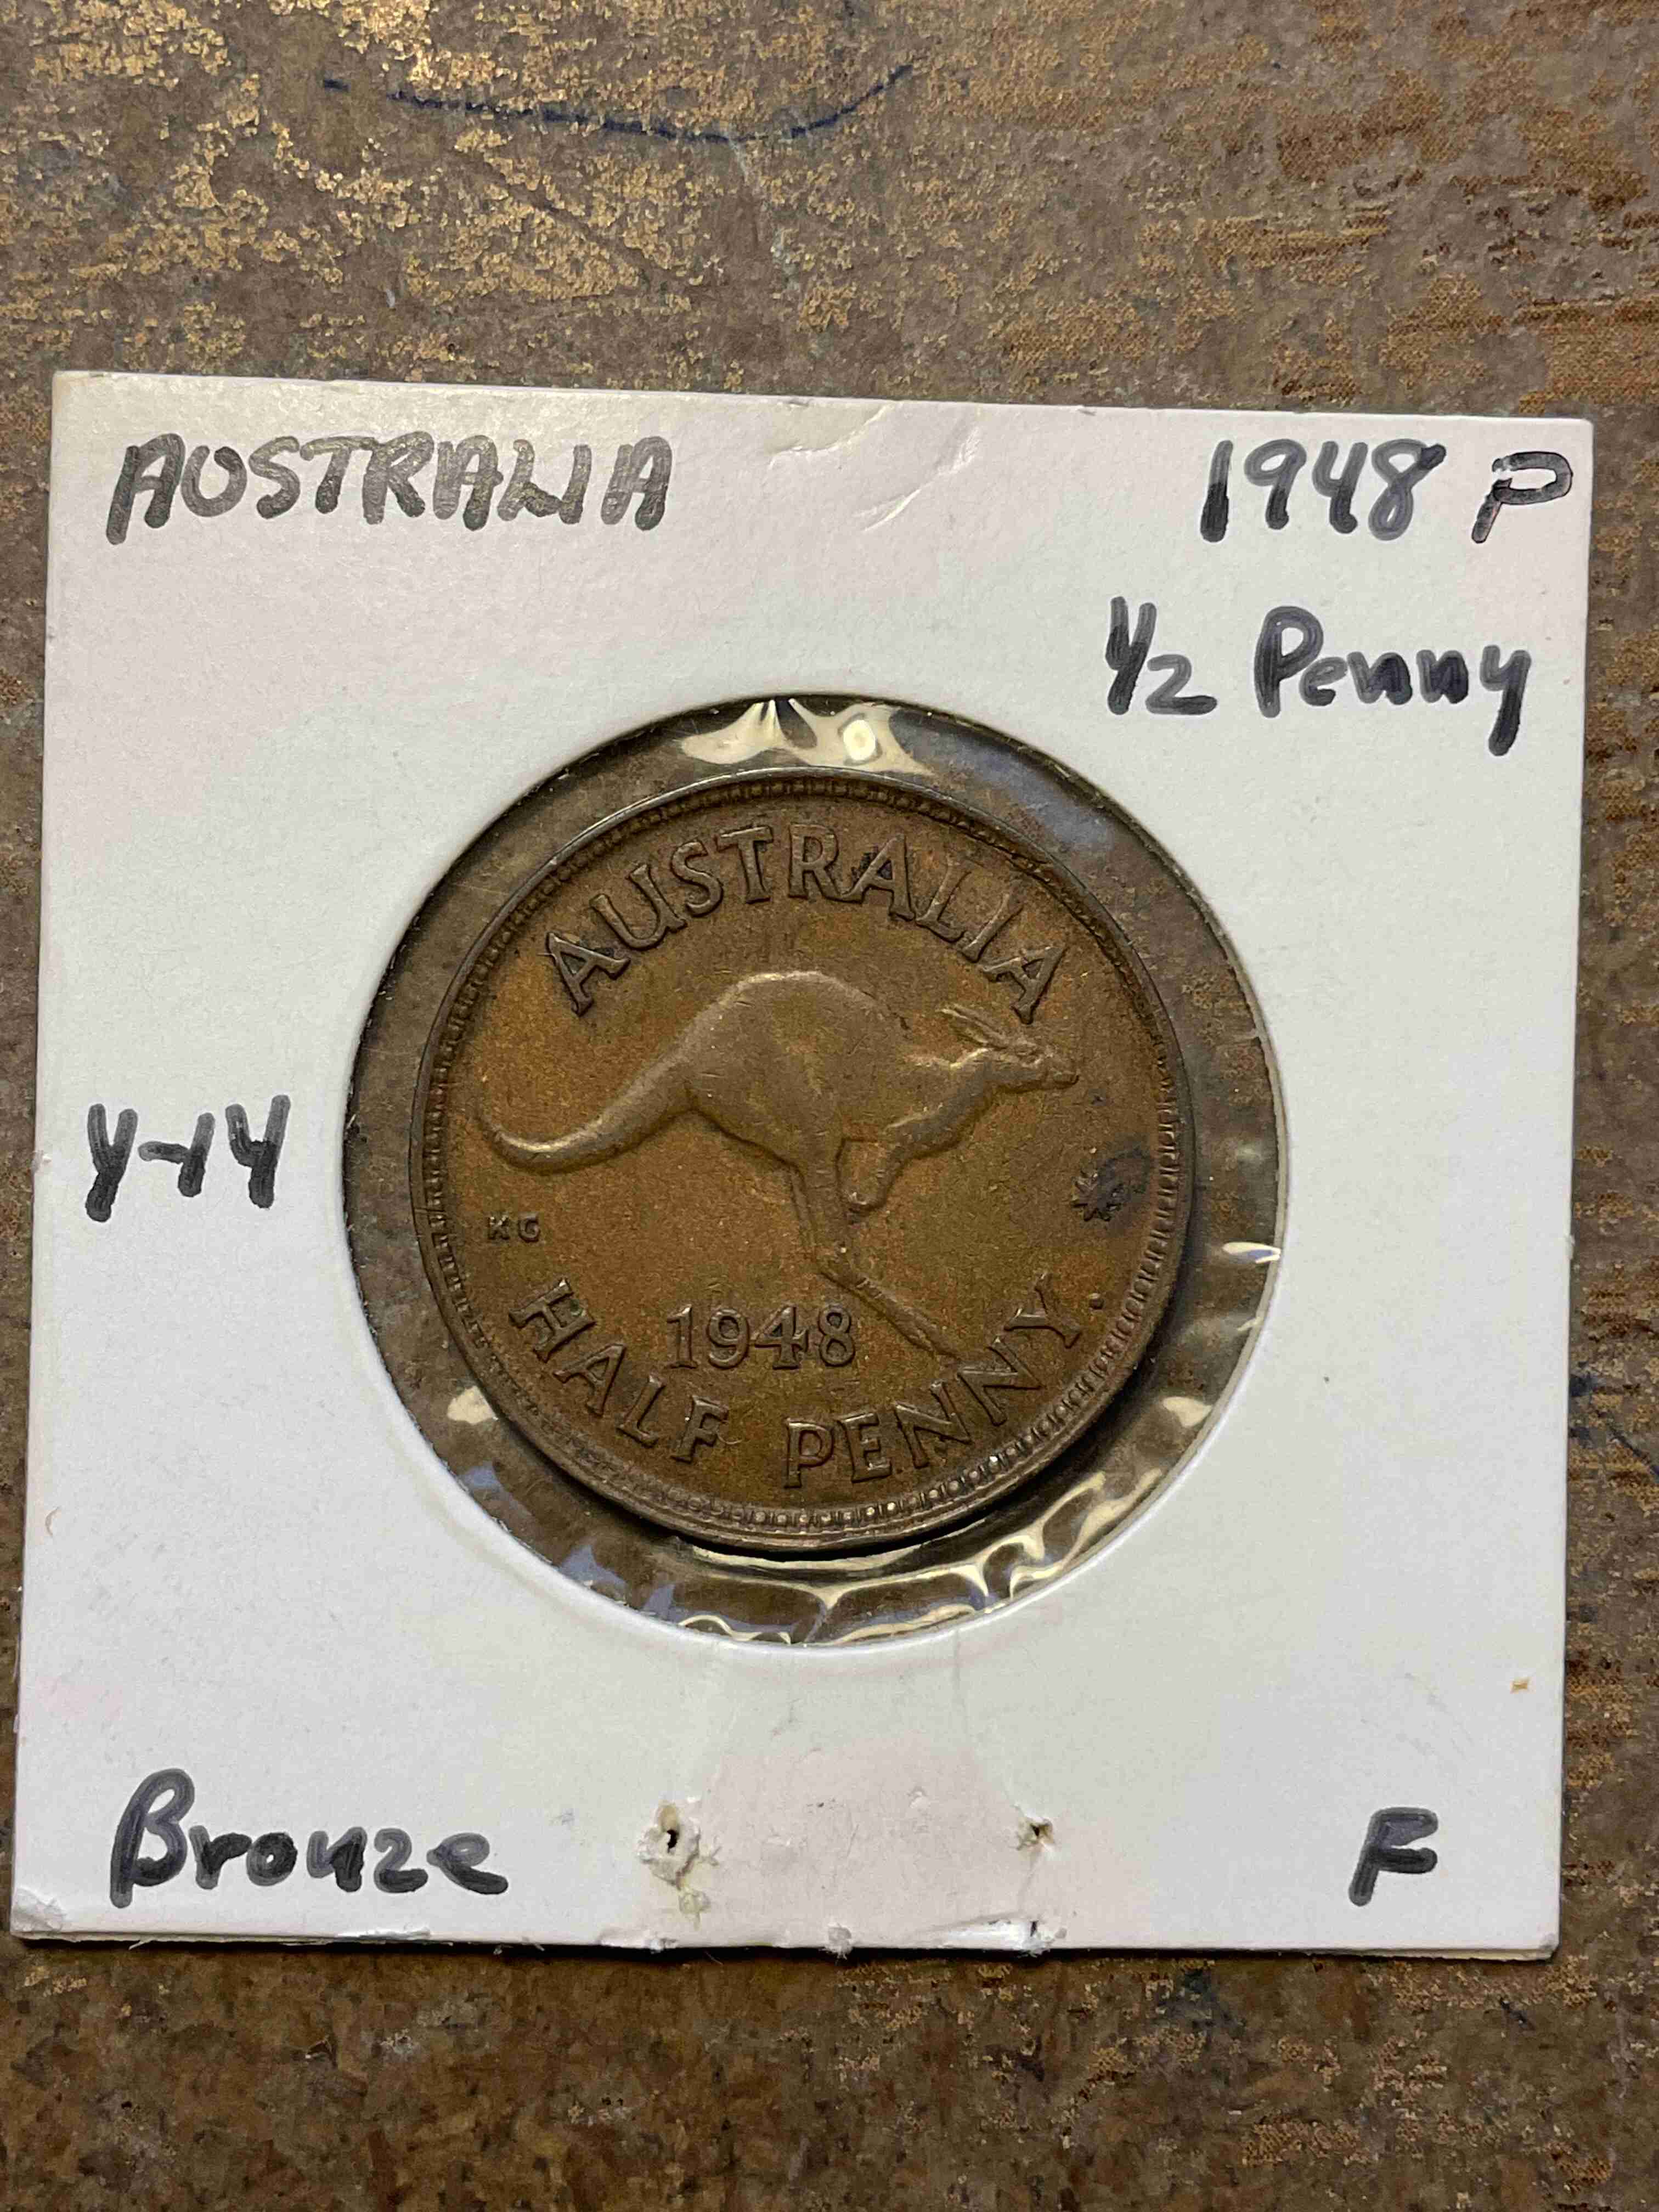 AUSTRALIA
1948 P
1/2 Penny
AUSTRALIA
Y-14
KG
1948
HALF PENNY.
Bronze
F